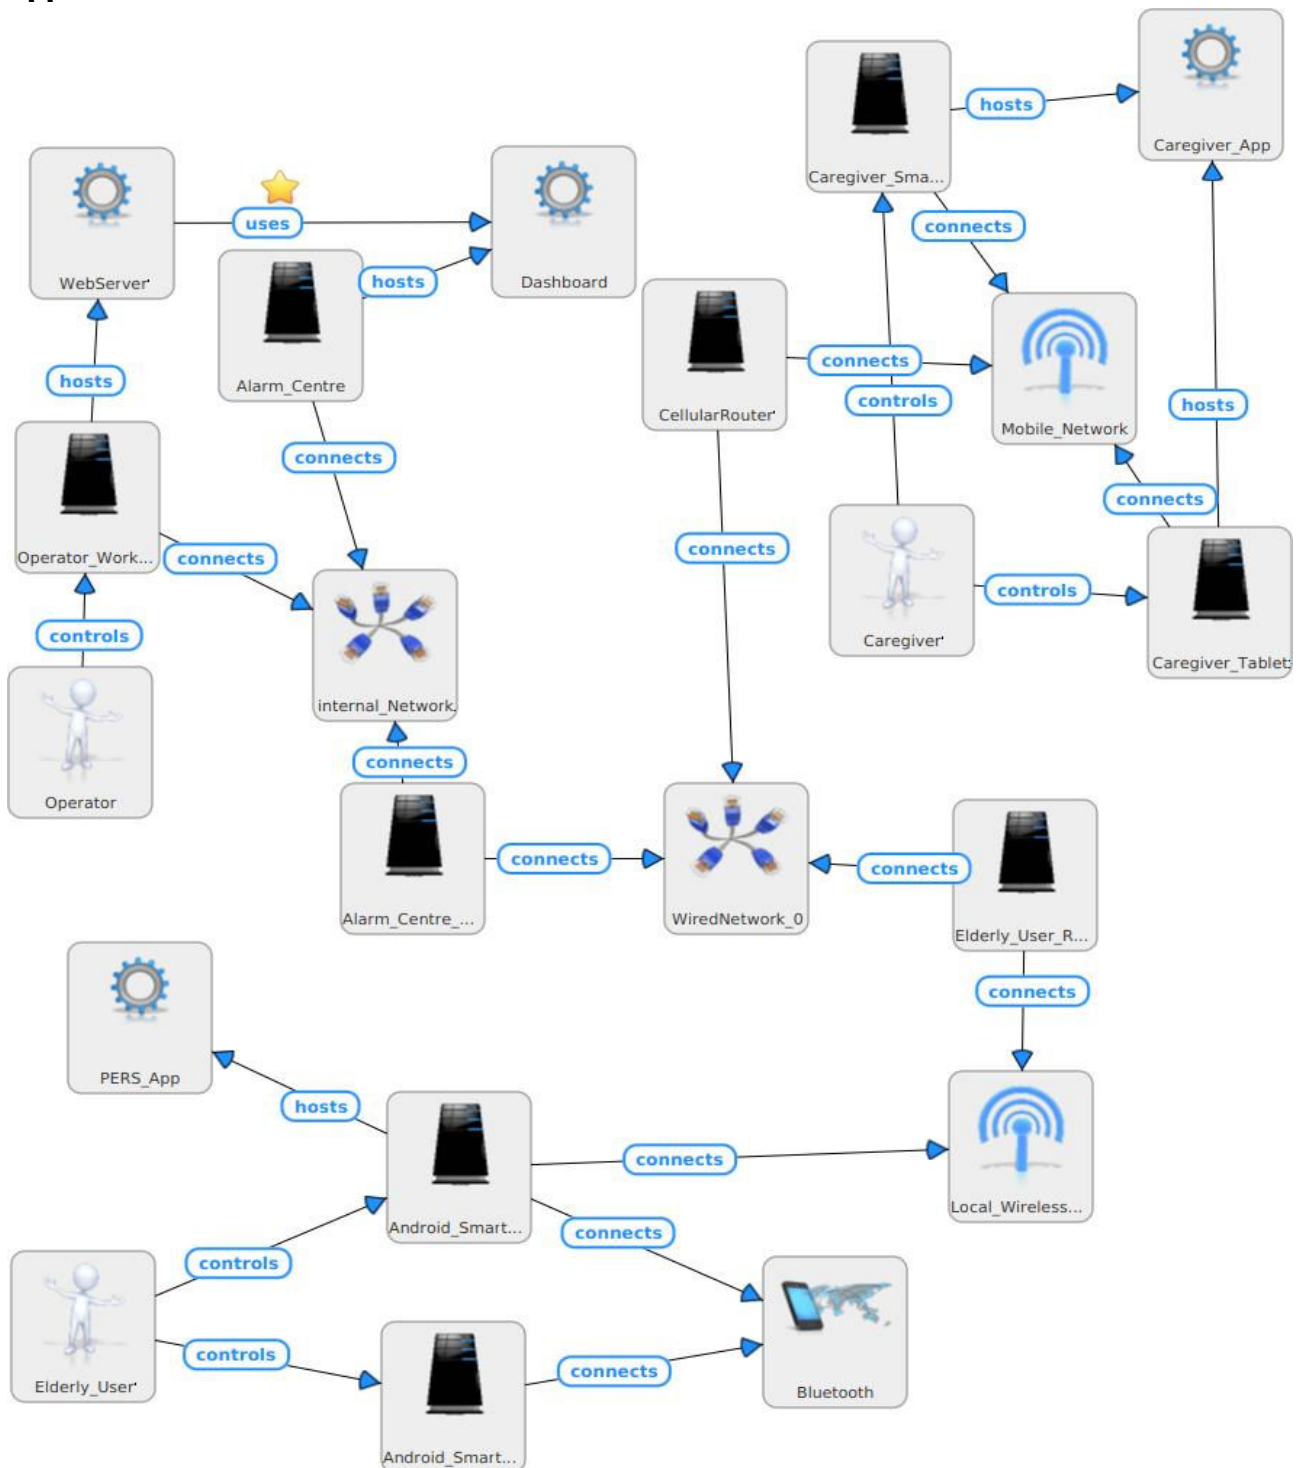 Caregiver_App
hosts
Caregiver_Sma...
connects
WebServer
uses
Dashboard
hosts
Alarm_Centre
hosts
CellularRouter
connects
controls
Mobile_Network
hosts
connects
connects
Operator_Work...
connects
connects
Caregiver
controls
Caregiver_Tablet
controls
internal_Network
Operator
connects
Alarm_Centre_...
connects
WiredNetwork_0
connects
Elderly_User_R...
connects
PERS_App
hosts
Android_Smart...
connects
Local_Wireless...
connects
controls
Elderly_User
controls
Android_Smart...
connects
Bluetooth